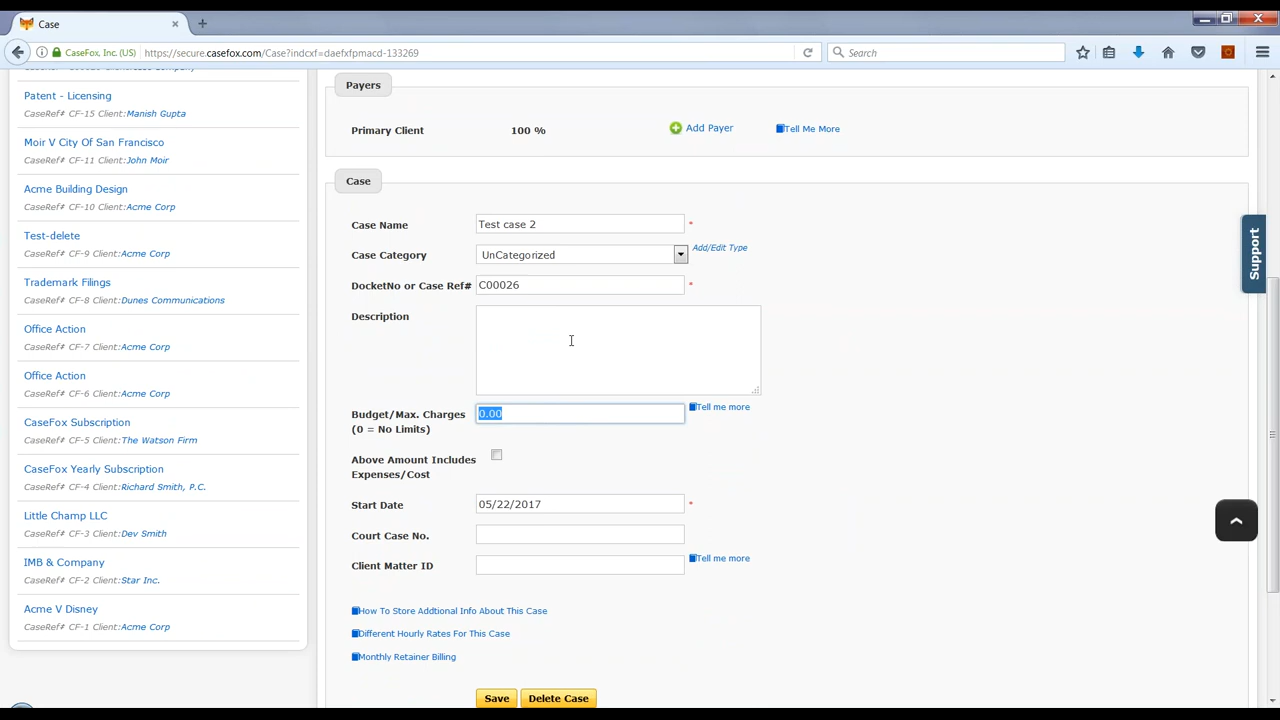 Case
CaseFox, Inc. (US)
https://secure.casefox.com/Case?indcxf=daefxfpmacd-133269
Search
Patent - Licensing
CaseRef# CF-15 Client:Manish Gupta
Moir V City Of San Francisco
CaseRef# CF-11 Client:John Moir
Acme Building Design
CaseRef# CF-10 Client:Acme Corp
Test-delete
CaseRef# CF-9 Client:Acme Corp
Trademark Filings
CaseRef# CF-8 Client:Dunes Communications
Office Action
CaseRef# CF-7 Client:Acme Corp
Office Action
CaseRef# CF-6 Client:Acme Corp
CaseFox Subscription
CaseRef# CF-5 Client:The Watson Firm
CaseFox Yearly Subscription
CaseRef# CF-4 Client:Richard Smith, P.C.
Little Champ LLC
CaseRef# CF-3 Client:Dev Smith
IMB & Company
CaseRef# CF-2 Client:Star Inc.
Acme V Disney
CaseRef# CF-1 Client:Acme Corp
Payers
Primary Client 100 % Add Payer Tell Me More
Case
Case Name Test case 2 *
Case Category UnCategorized Add/Edit Type
DocketNo or Case Ref# C00026 *
Description
Budget/Max. Charges 0.00 Tell me more
(0 = No Limits)
Above Amount Includes
Expenses/Cost
Start Date 05/22/2017 *
Court Case No.
Client Matter ID Tell me more
How To Store Addtional Info About This Case
Different Hourly Rates For This Case
Monthly Retainer Billing
Save Delete Case
Support